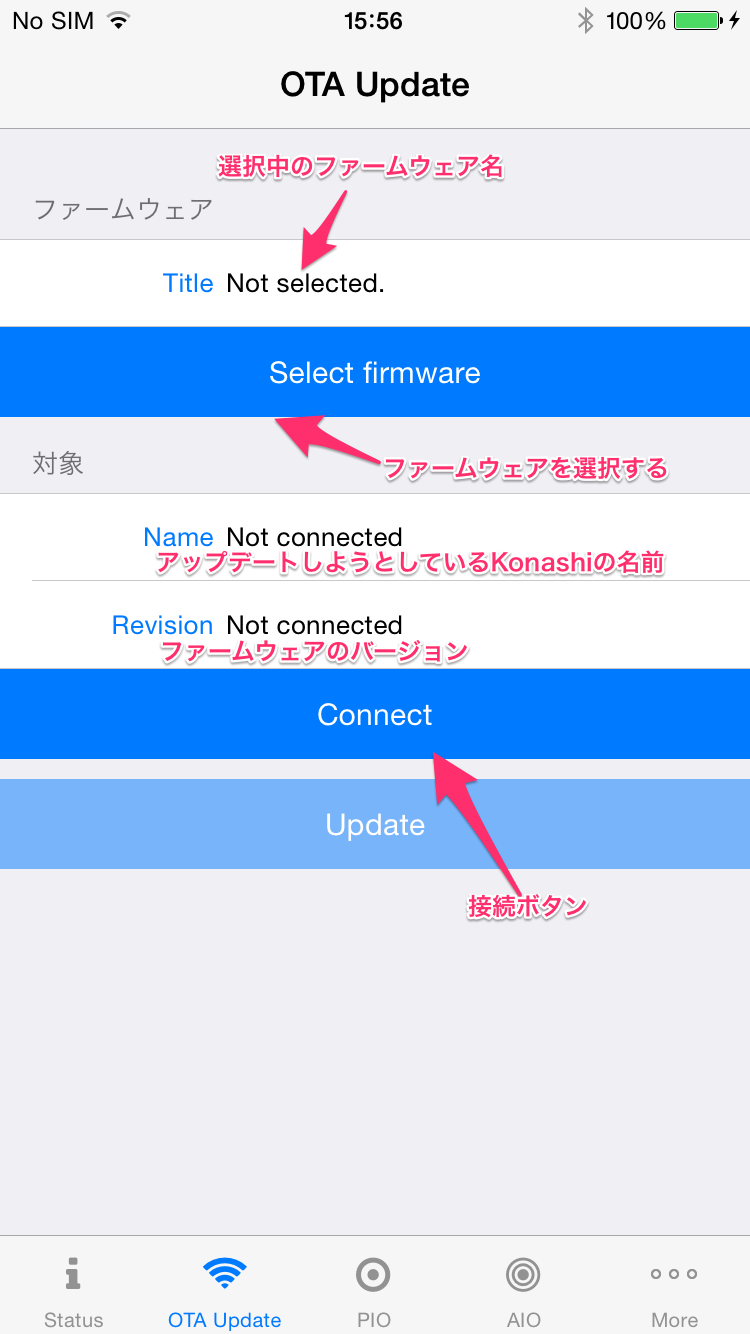 No SIM 15:56 100%
OTA Update
選択中のファームウェア名
ファームウェア
Title Not selected.
Select firmware
対象
ファームウェアを選択する
Name Not connected
アップデートしようとしているKonashiの名前
Revision Not connected
ファームウェアのバージョン
Connect
Update
接続ボタン
Status OTA Update PIO AIO More